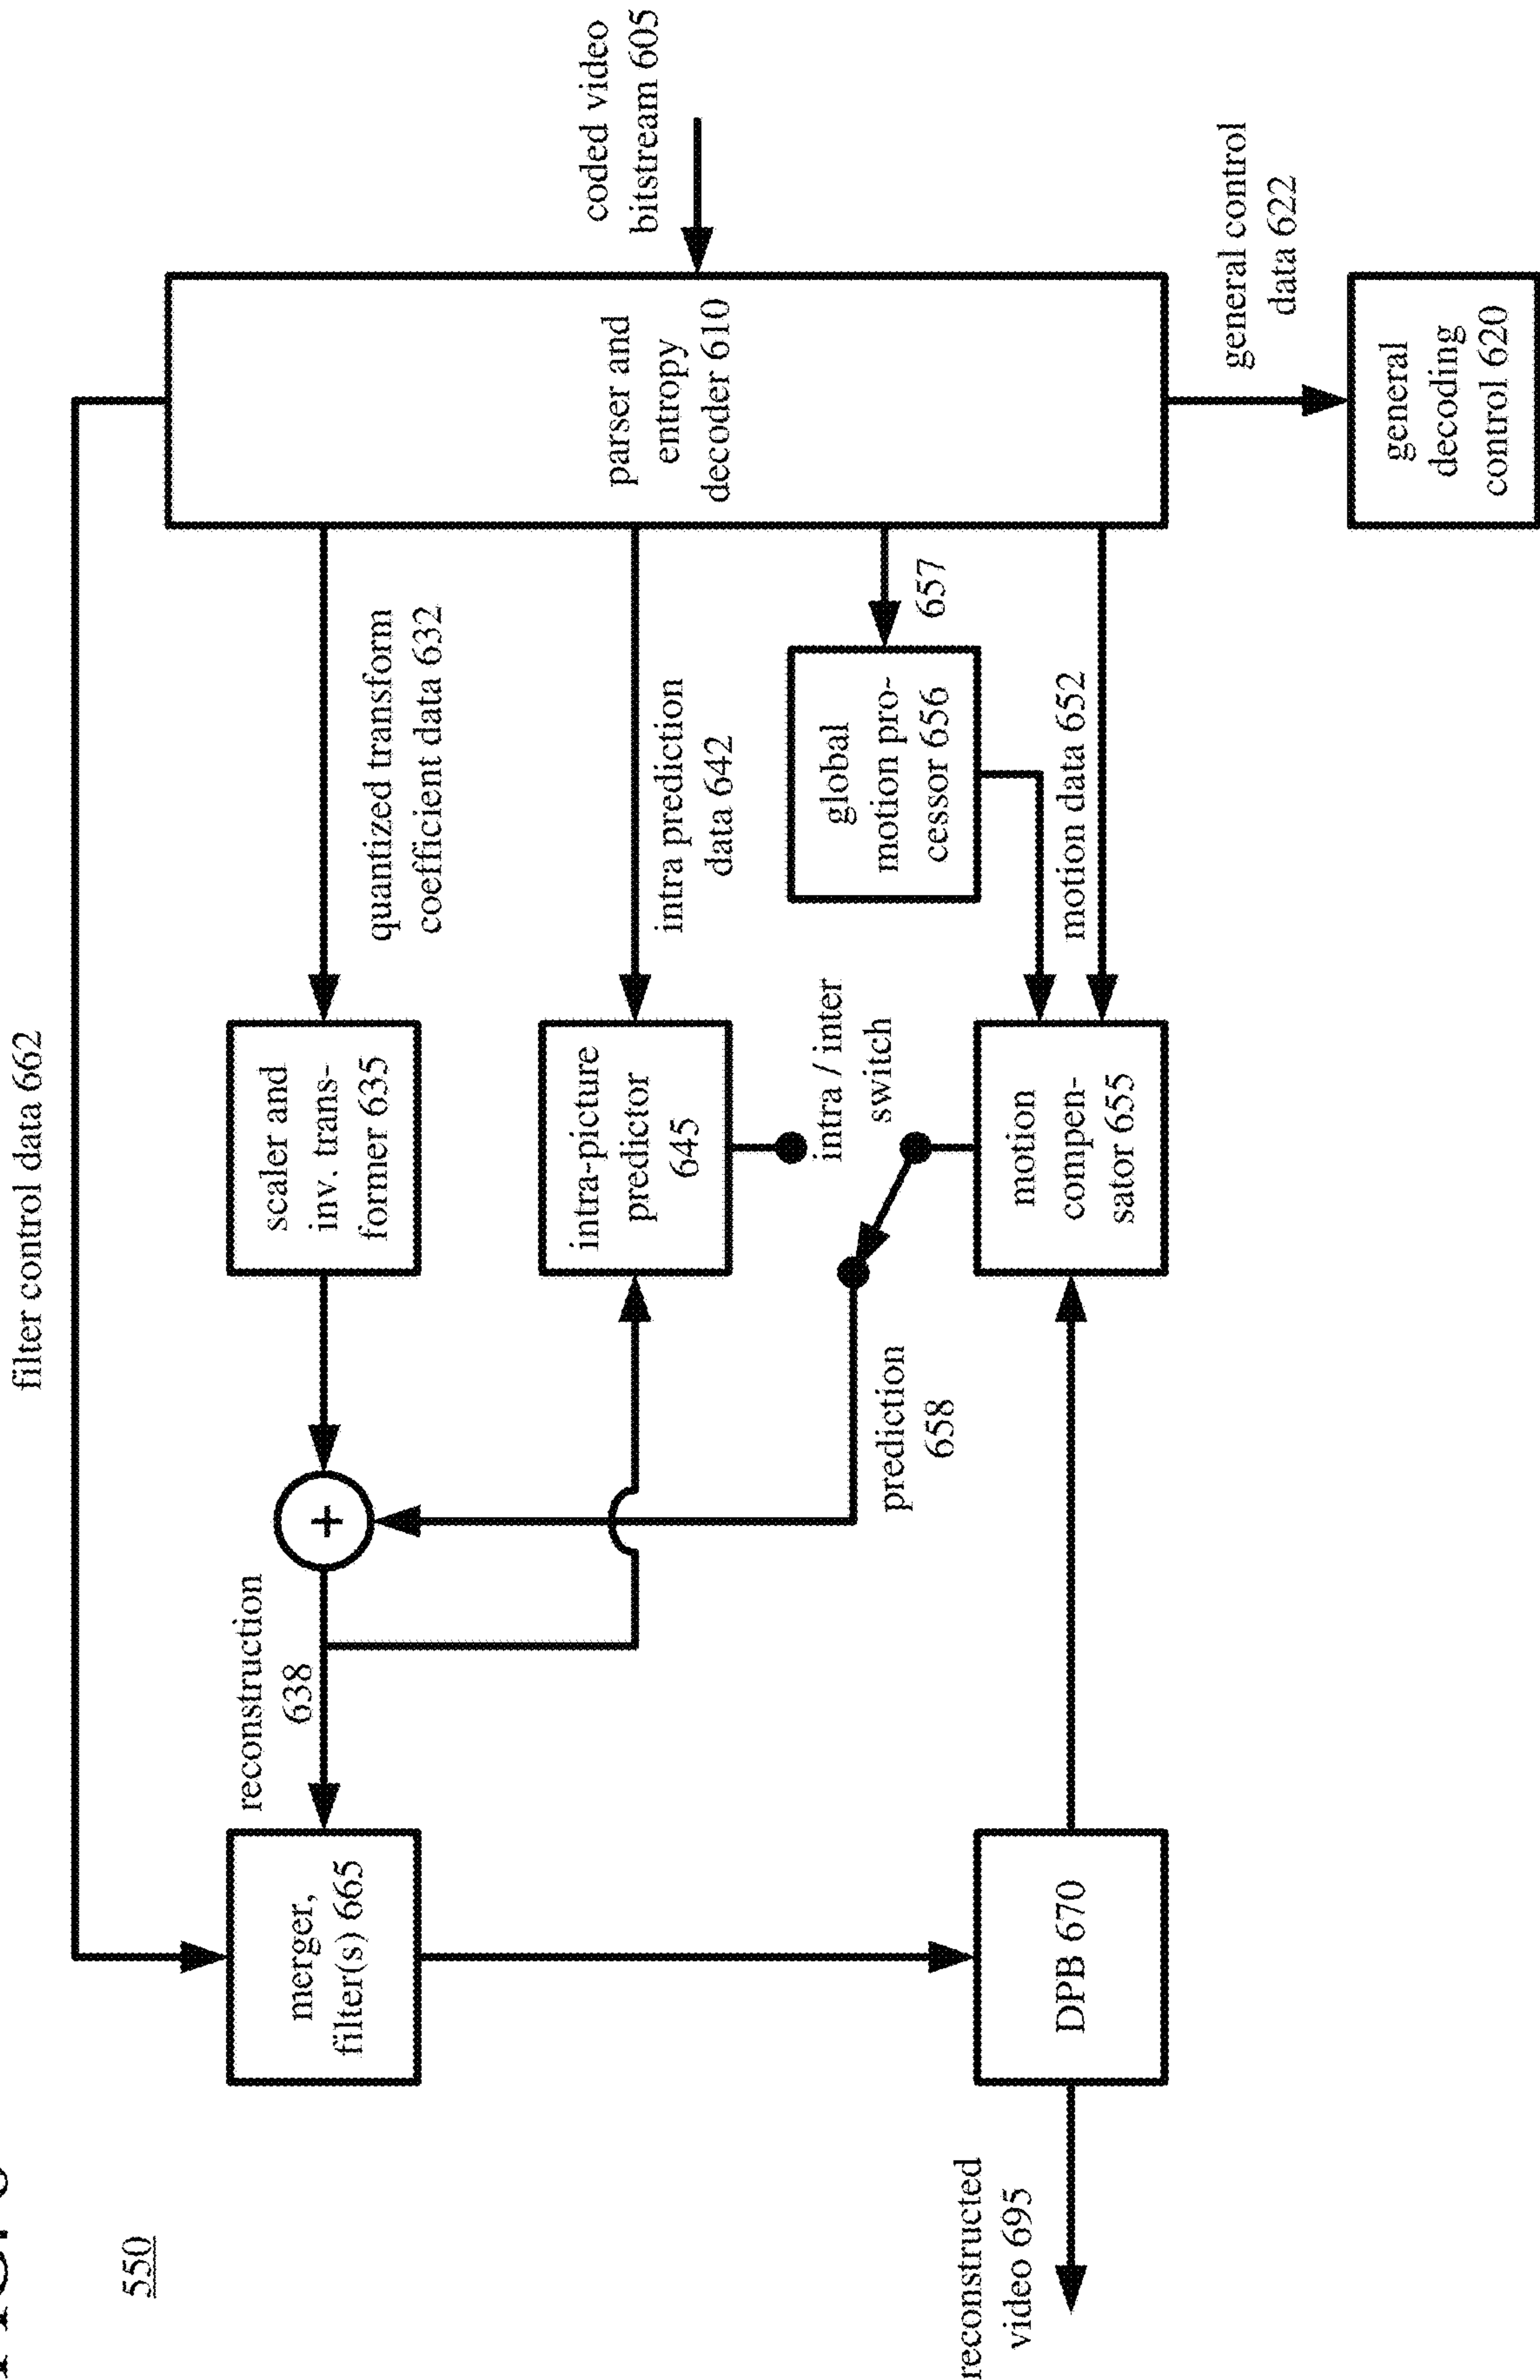 550
filter control data 662
coded video
bitstream 605
parser and
entropy
decoder 610
general control
data 622
general
decoding
control 620
quantized transform
coefficient data 632
intra prediction
data 642
657
global
motion pro-
cessor 656
motion data 652
scaler and
inv. trans-
former 635
intra-picture
predictor
645
intra / inter
switch
motion
compen-
sator 655
+
prediction
658
reconstruction
638
merger,
filter(s) 665
DPB 670
reconstructed
video 695